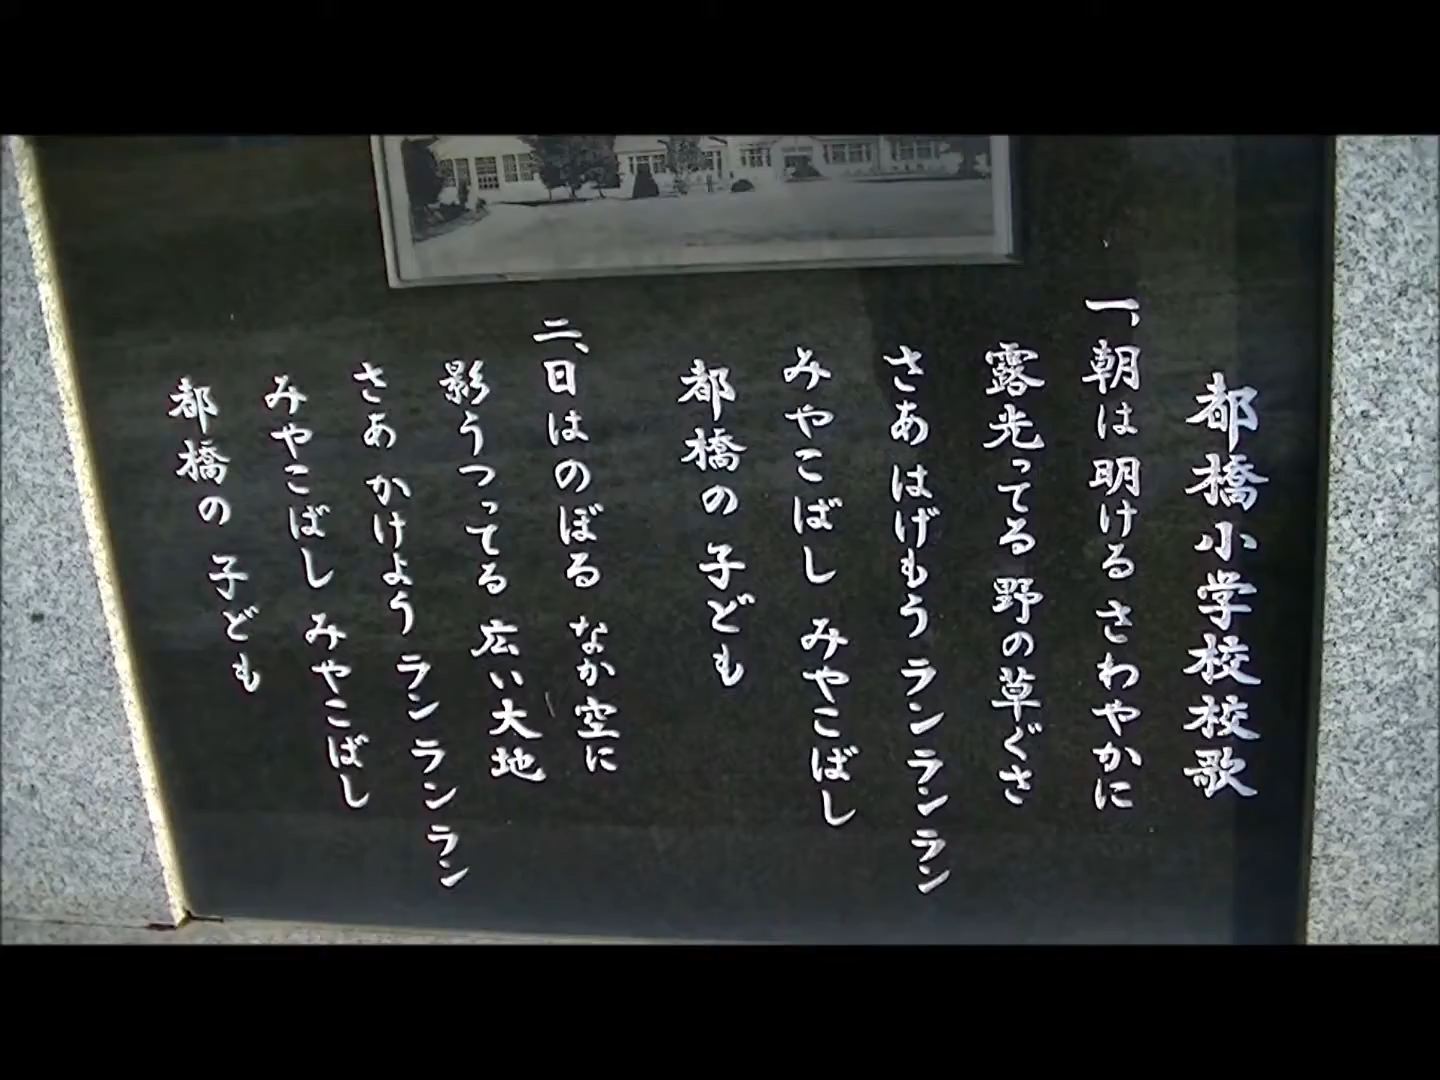 都橋小学校校歌
一、朝は 明ける さわやかに
露光ってる 野の草ぐさ
さあ はげもう ランランラン
みやこばし みやこばし
都橋の 子ども
二、日はのぼる なか空に
影うつってる 広い大地
さあ かけよう ランランラン
みやこばし みやこばし
都橋の 子ども